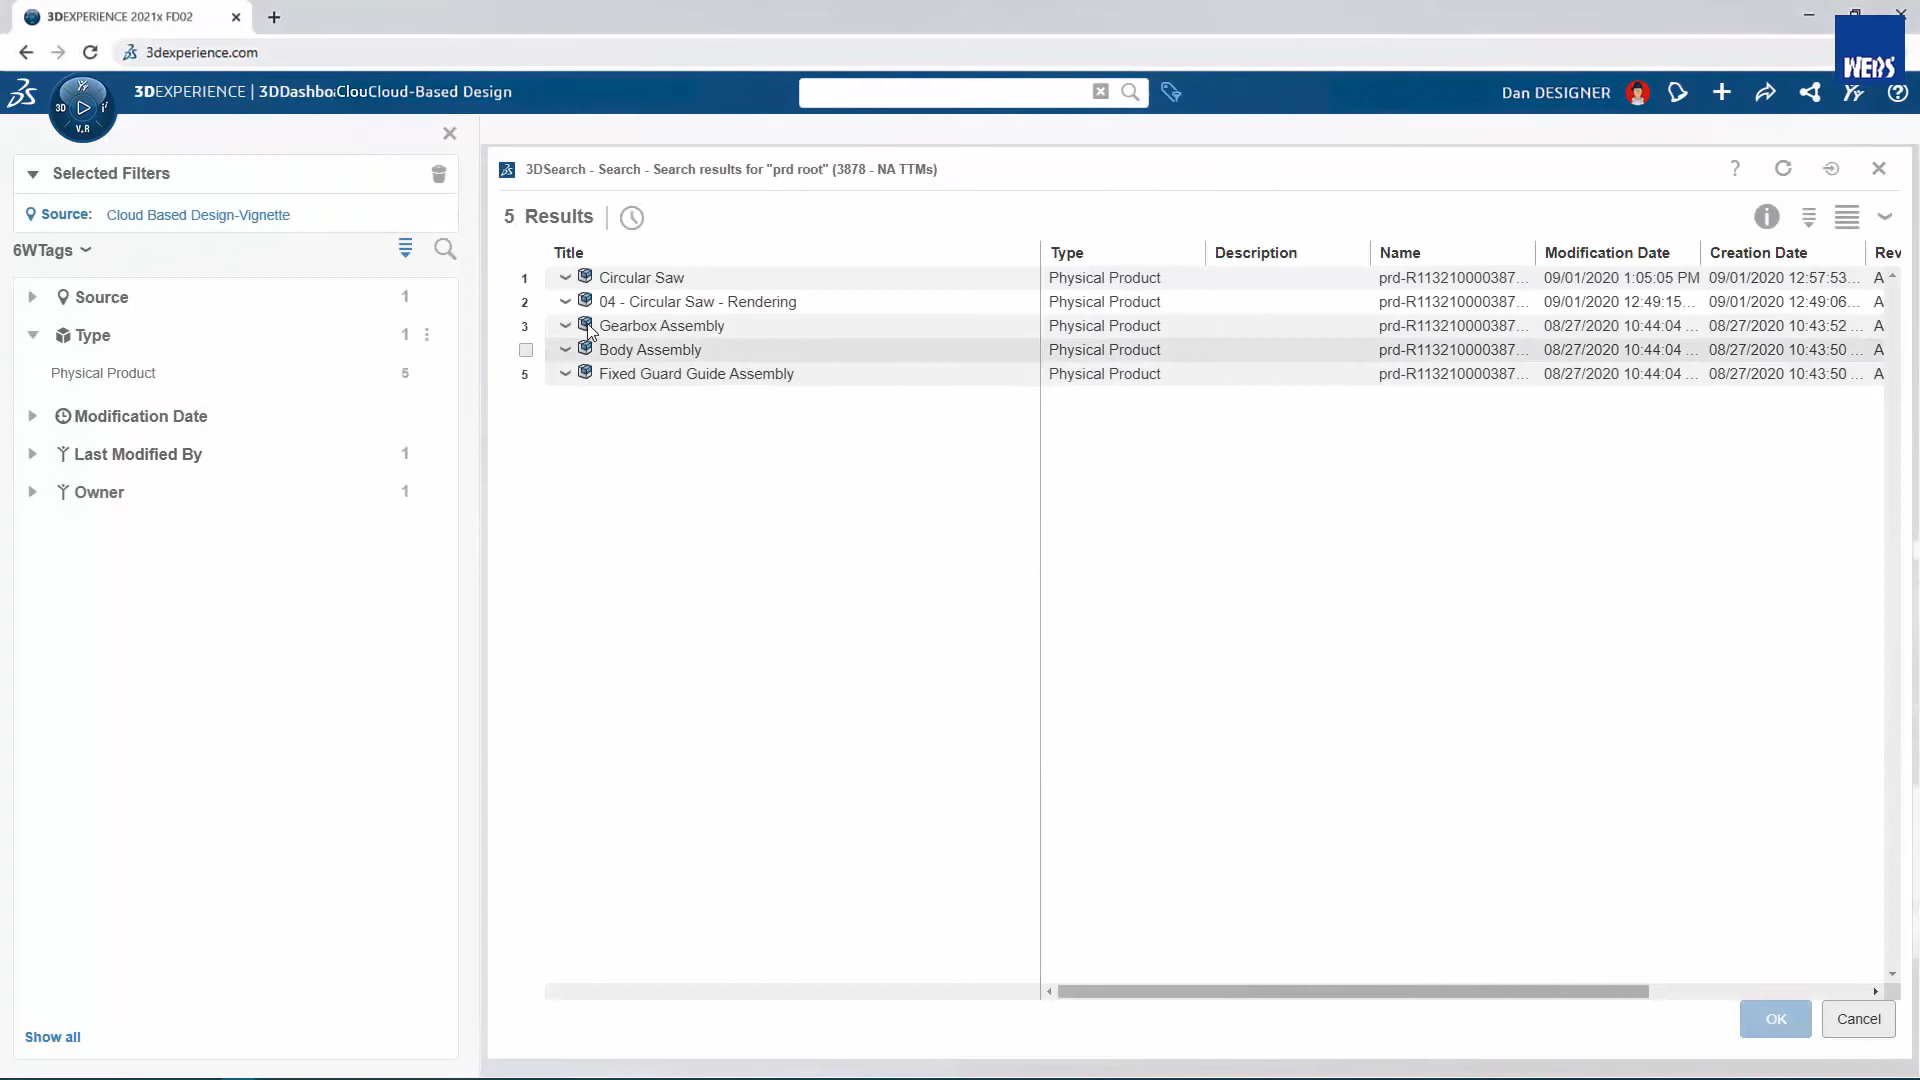 3DEXPERIENCE 2021x FD02
3dexperience.com
WEDS
3DEXPERIENCE | 3DDashboClouCloud-Based Design
Dan DESIGNER
3D
V.R
Selected Filters
Source: Cloud Based Design-Vignette
6WTags
Source 1
Type 1
Physical Product 5
Modification Date
Last Modified By 1
Owner 1
Show all
3DSearch - Search - Search results for "prd root" (3878 - NA TTMs)
5 Results
Title Type Description Name Modification Date Creation Date Rev
1 Circular Saw Physical Product prd-R113210000387... 09/01/2020 1:05:05 PM 09/01/2020 12:57:53... A
2 04 - Circular Saw - Rendering Physical Product prd-R113210000387... 09/01/2020 12:49:15... 09/01/2020 12:49:06... A
3 Gearbox Assembly Physical Product prd-R113210000387... 08/27/2020 10:44:04 ... 08/27/2020 10:43:52 ... A
Body Assembly Physical Product prd-R113210000387... 08/27/2020 10:44:04 ... 08/27/2020 10:43:50 ... A
5 Fixed Guard Guide Assembly Physical Product prd-R113210000387... 08/27/2020 10:44:04 ... 08/27/2020 10:43:50 ... A
OK Cancel